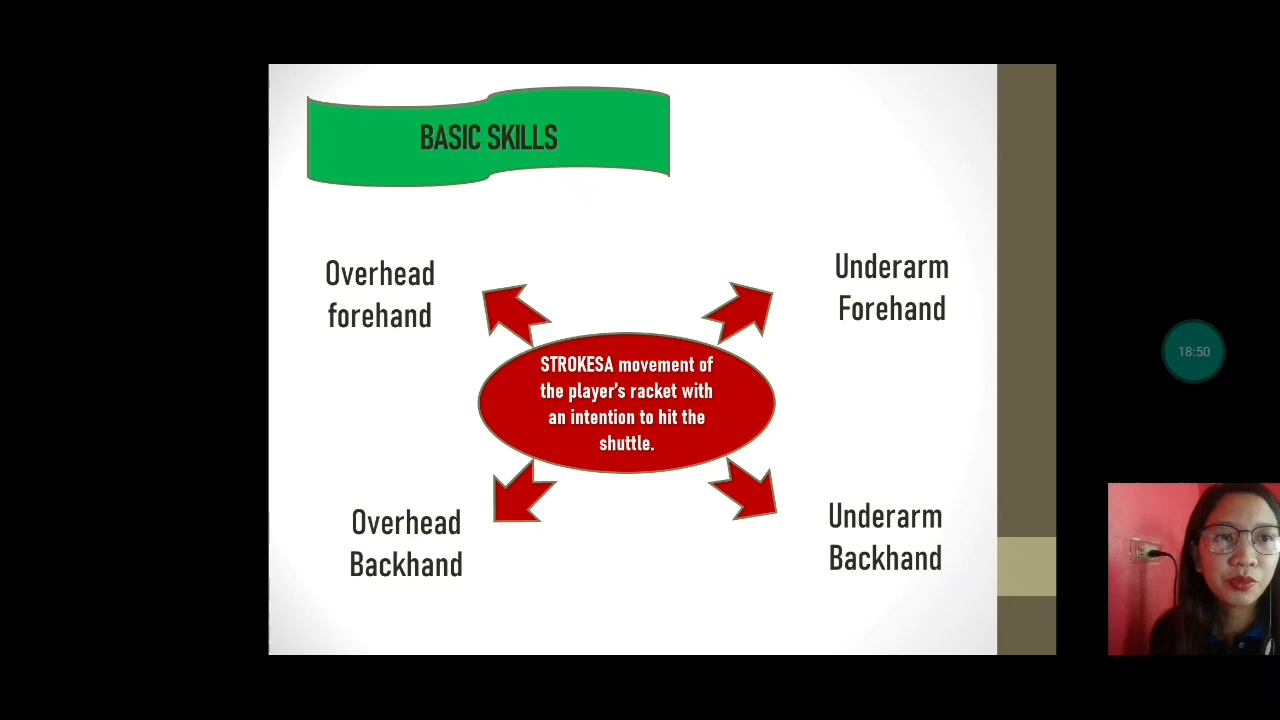 BASIC SKILLS
Overhead
forehand
Underarm
Forehand
STROKESA movement of
the player's racket with
an intention to hit the
shuttle.
18:50
Overhead
Backhand
Underarm
Backhand